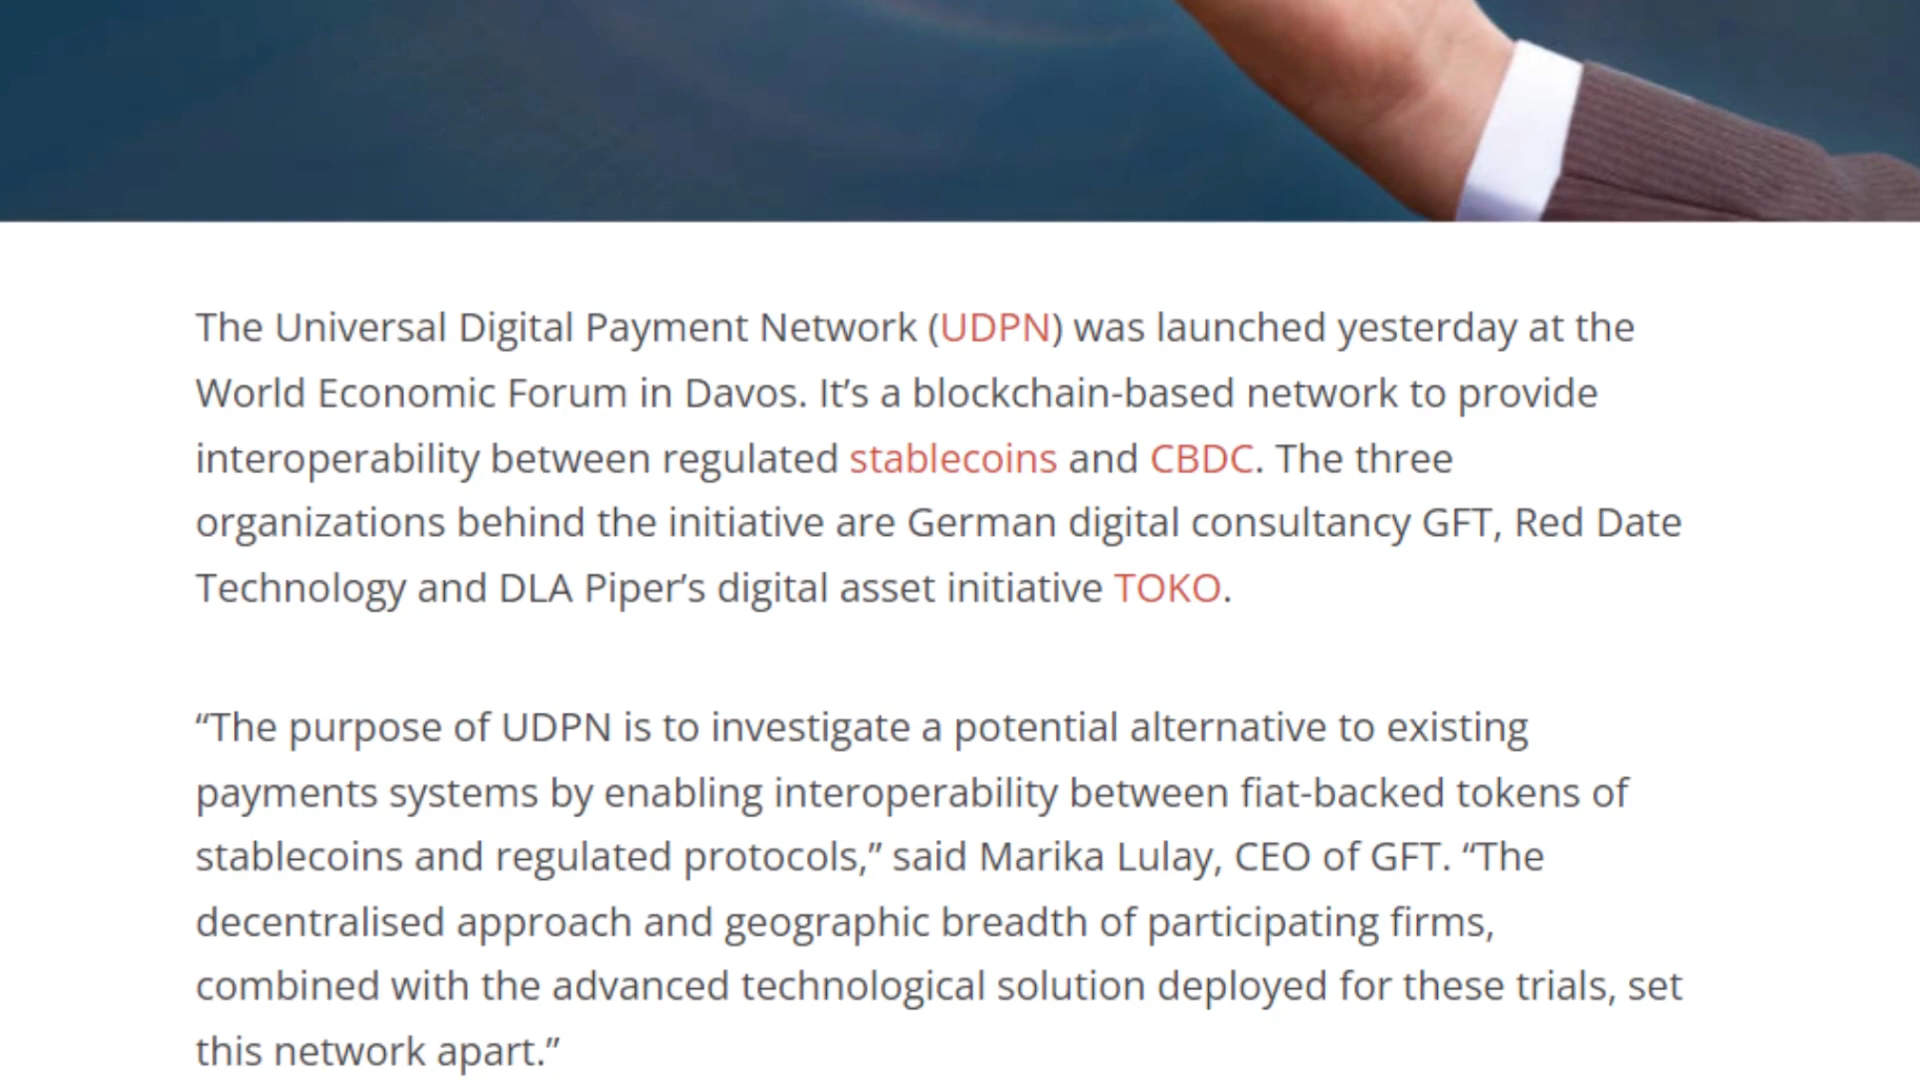 The Universal Digital Payment Network (UDPN) was launched yesterday at the
World Economic Forum in Davos. It’s a blockchain-based network to provide
interoperability between regulated stablecoins and CBDC. The three
organizations behind the initiative are German digital consultancy GFT, Red Date
Technology and DLA Piper’s digital asset initiative TOKO.
“The purpose of UDPN is to investigate a potential alternative to existing
payments systems by enabling interoperability between fiat-backed tokens of
stablecoins and regulated protocols,” said Marika Lulay, CEO of GFT. “The
decentralised approach and geographic breadth of participating firms,
combined with the advanced technological solution deployed for these trials, set
this network apart.”